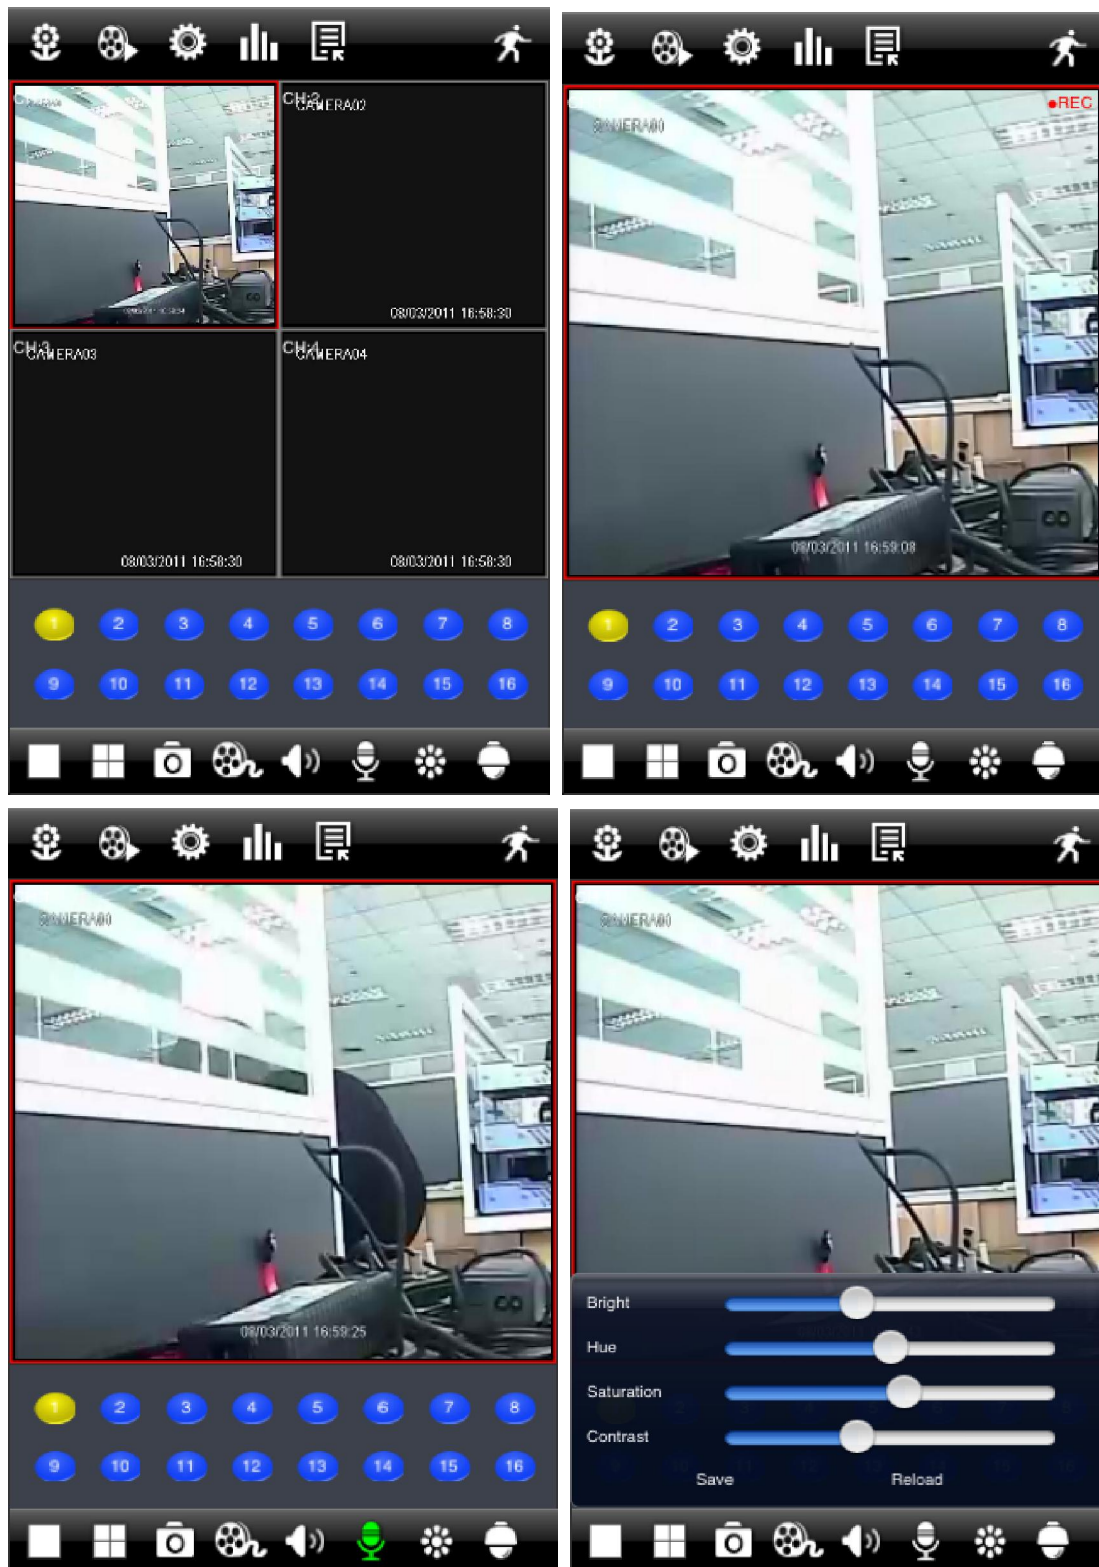 CAMERA00
CH:2
CAMERA02
08/03/2011 16:58:30
CH:3
CAMERA03
08/03/2011 16:58:30
CH:4
CAMERA04
08/03/2011 16:58:30
1 2 3 4 5 6 7 8
9 10 11 12 13 14 15 16
●REC
CAMERA00
08/03/2011 16:59:08
1 2 3 4 5 6 7 8
9 10 11 12 13 14 15 16
CAMERA00
08/03/2011 16:59:25
1 2 3 4 5 6 7 8
9 10 11 12 13 14 15 16
CAMERA00
Bright
Hue
Saturation
Contrast
Save Reload